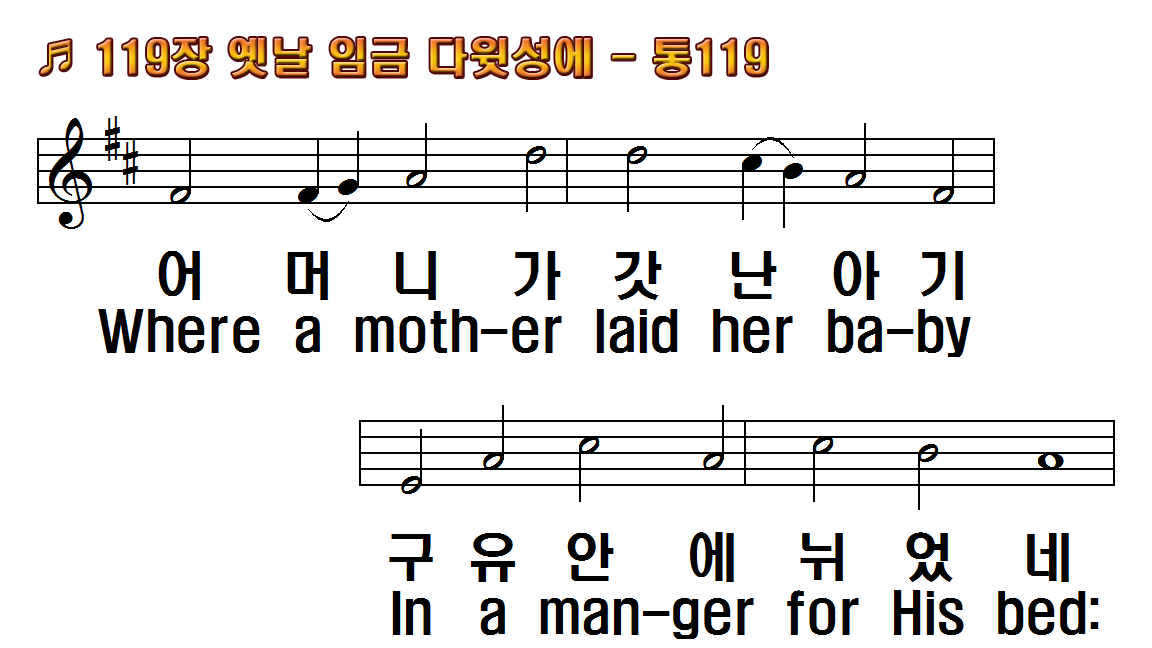 ♬ 119장 옛날 임금 다윗성에 - 통119
어 머 니 가 갓 난 아 기
Where a moth-er laid her ba-by
구 유 안 에 뉘 었 네
In a man-ger for His bed: